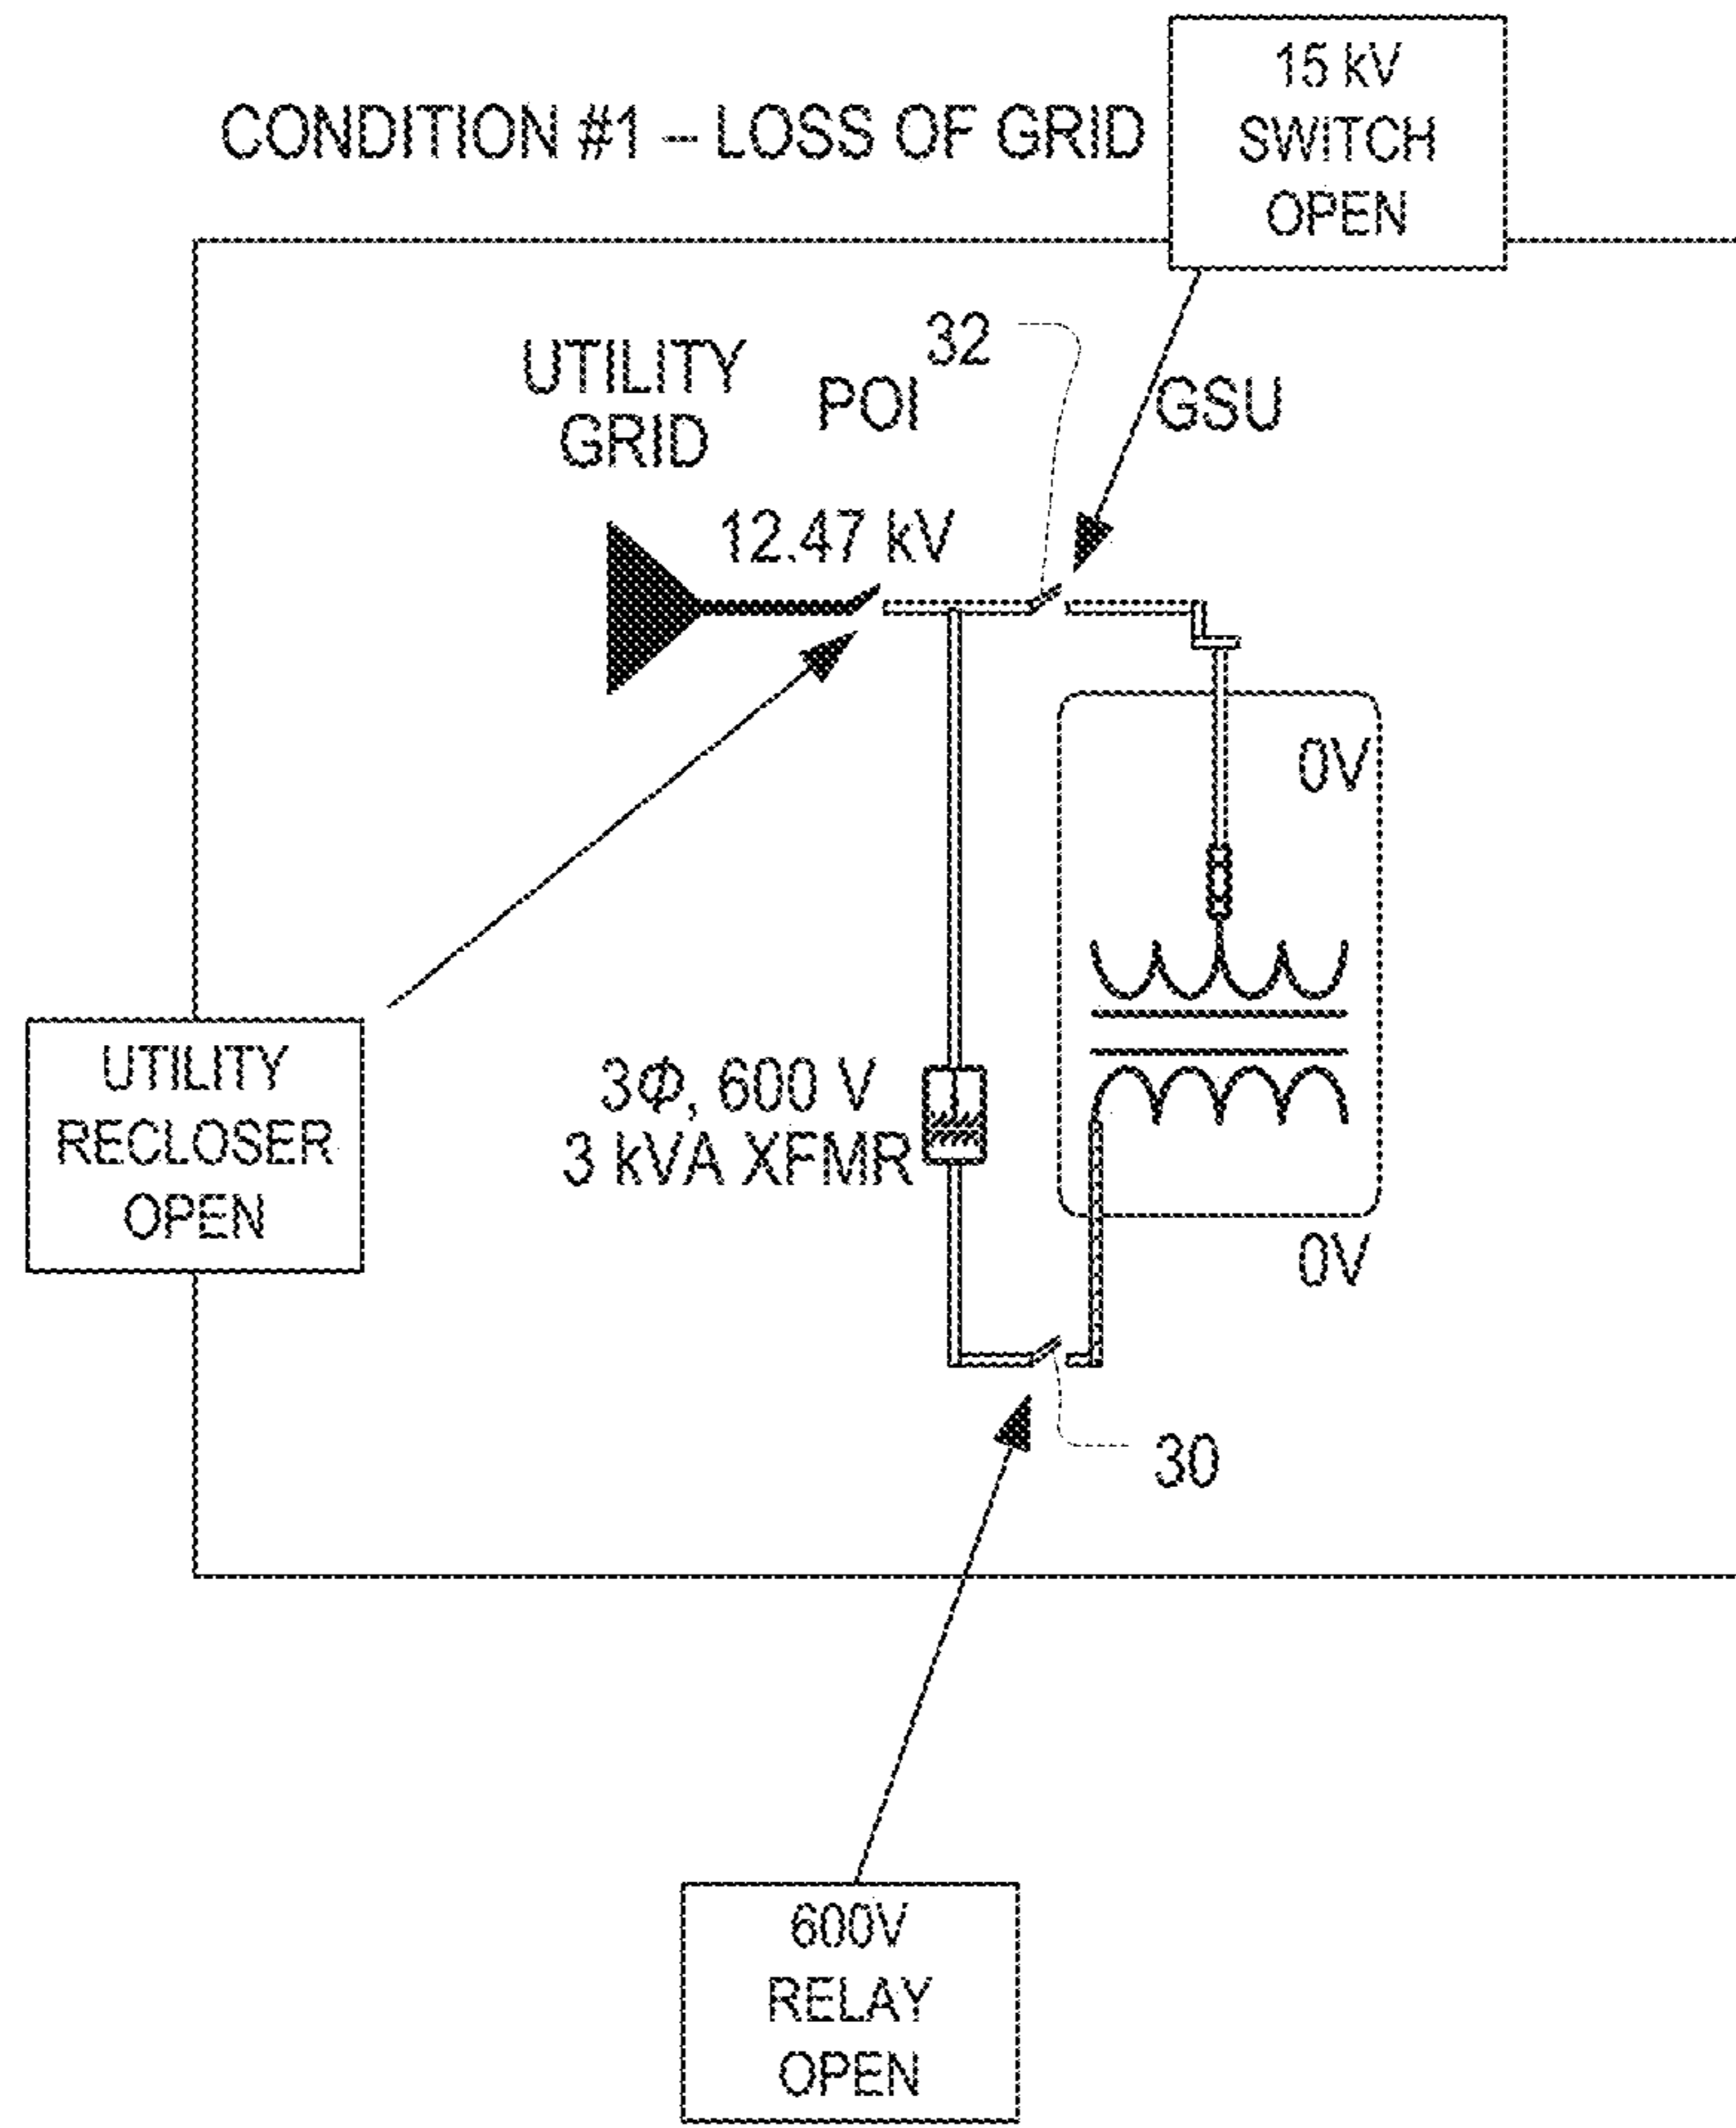 15 kV
SWITCH
OPEN
CONDITION #1 – LOSS OF GRID
32
UTILITY
GRID
POI
GSU
12.47 kV
0V
UTILITY
RECLOSER
OPEN
3Φ, 600 V
3 kVA XFMR
0V
30
600V
RELAY
OPEN